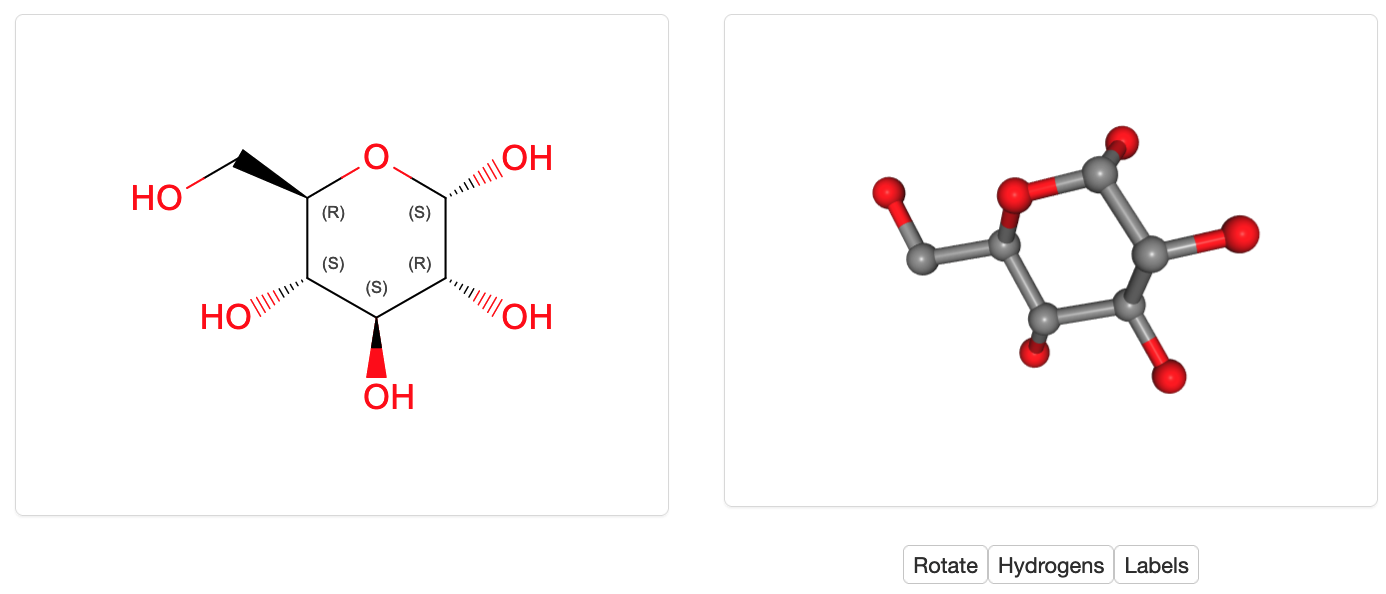 O
OH
HO
(R)
(S)
(S)
(R)
(S)
HO
OH
OH
Rotate
Hydrogens
Labels